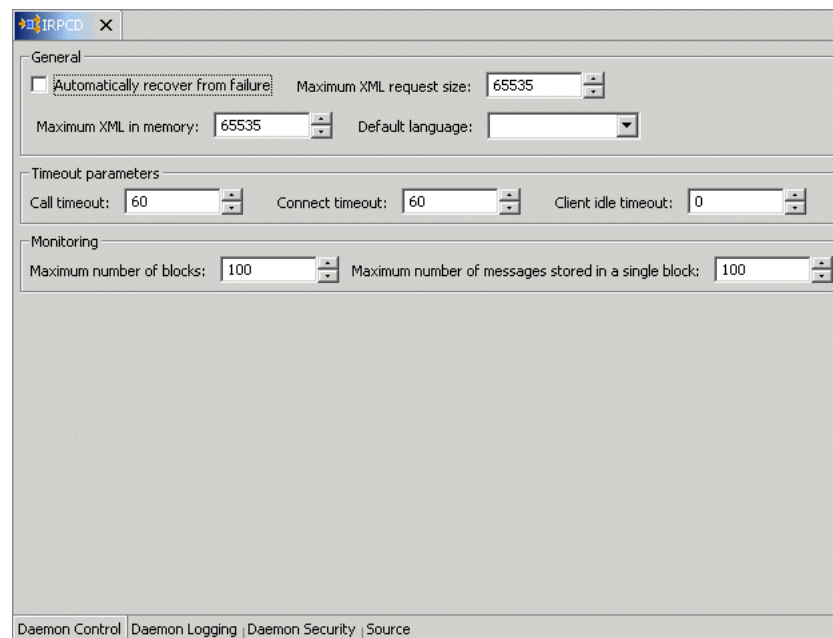 IRPCD
General
Automatically recover from failure Maximum XML request size: 65535
Maximum XML in memory: 65535 Default language:
Timeout parameters
Call timeout: 60 Connect timeout: 60 Client idle timeout: 0
Monitoring
Maximum number of blocks: 100 Maximum number of messages stored in a single block: 100
Daemon Control Daemon Logging Daemon Security Source